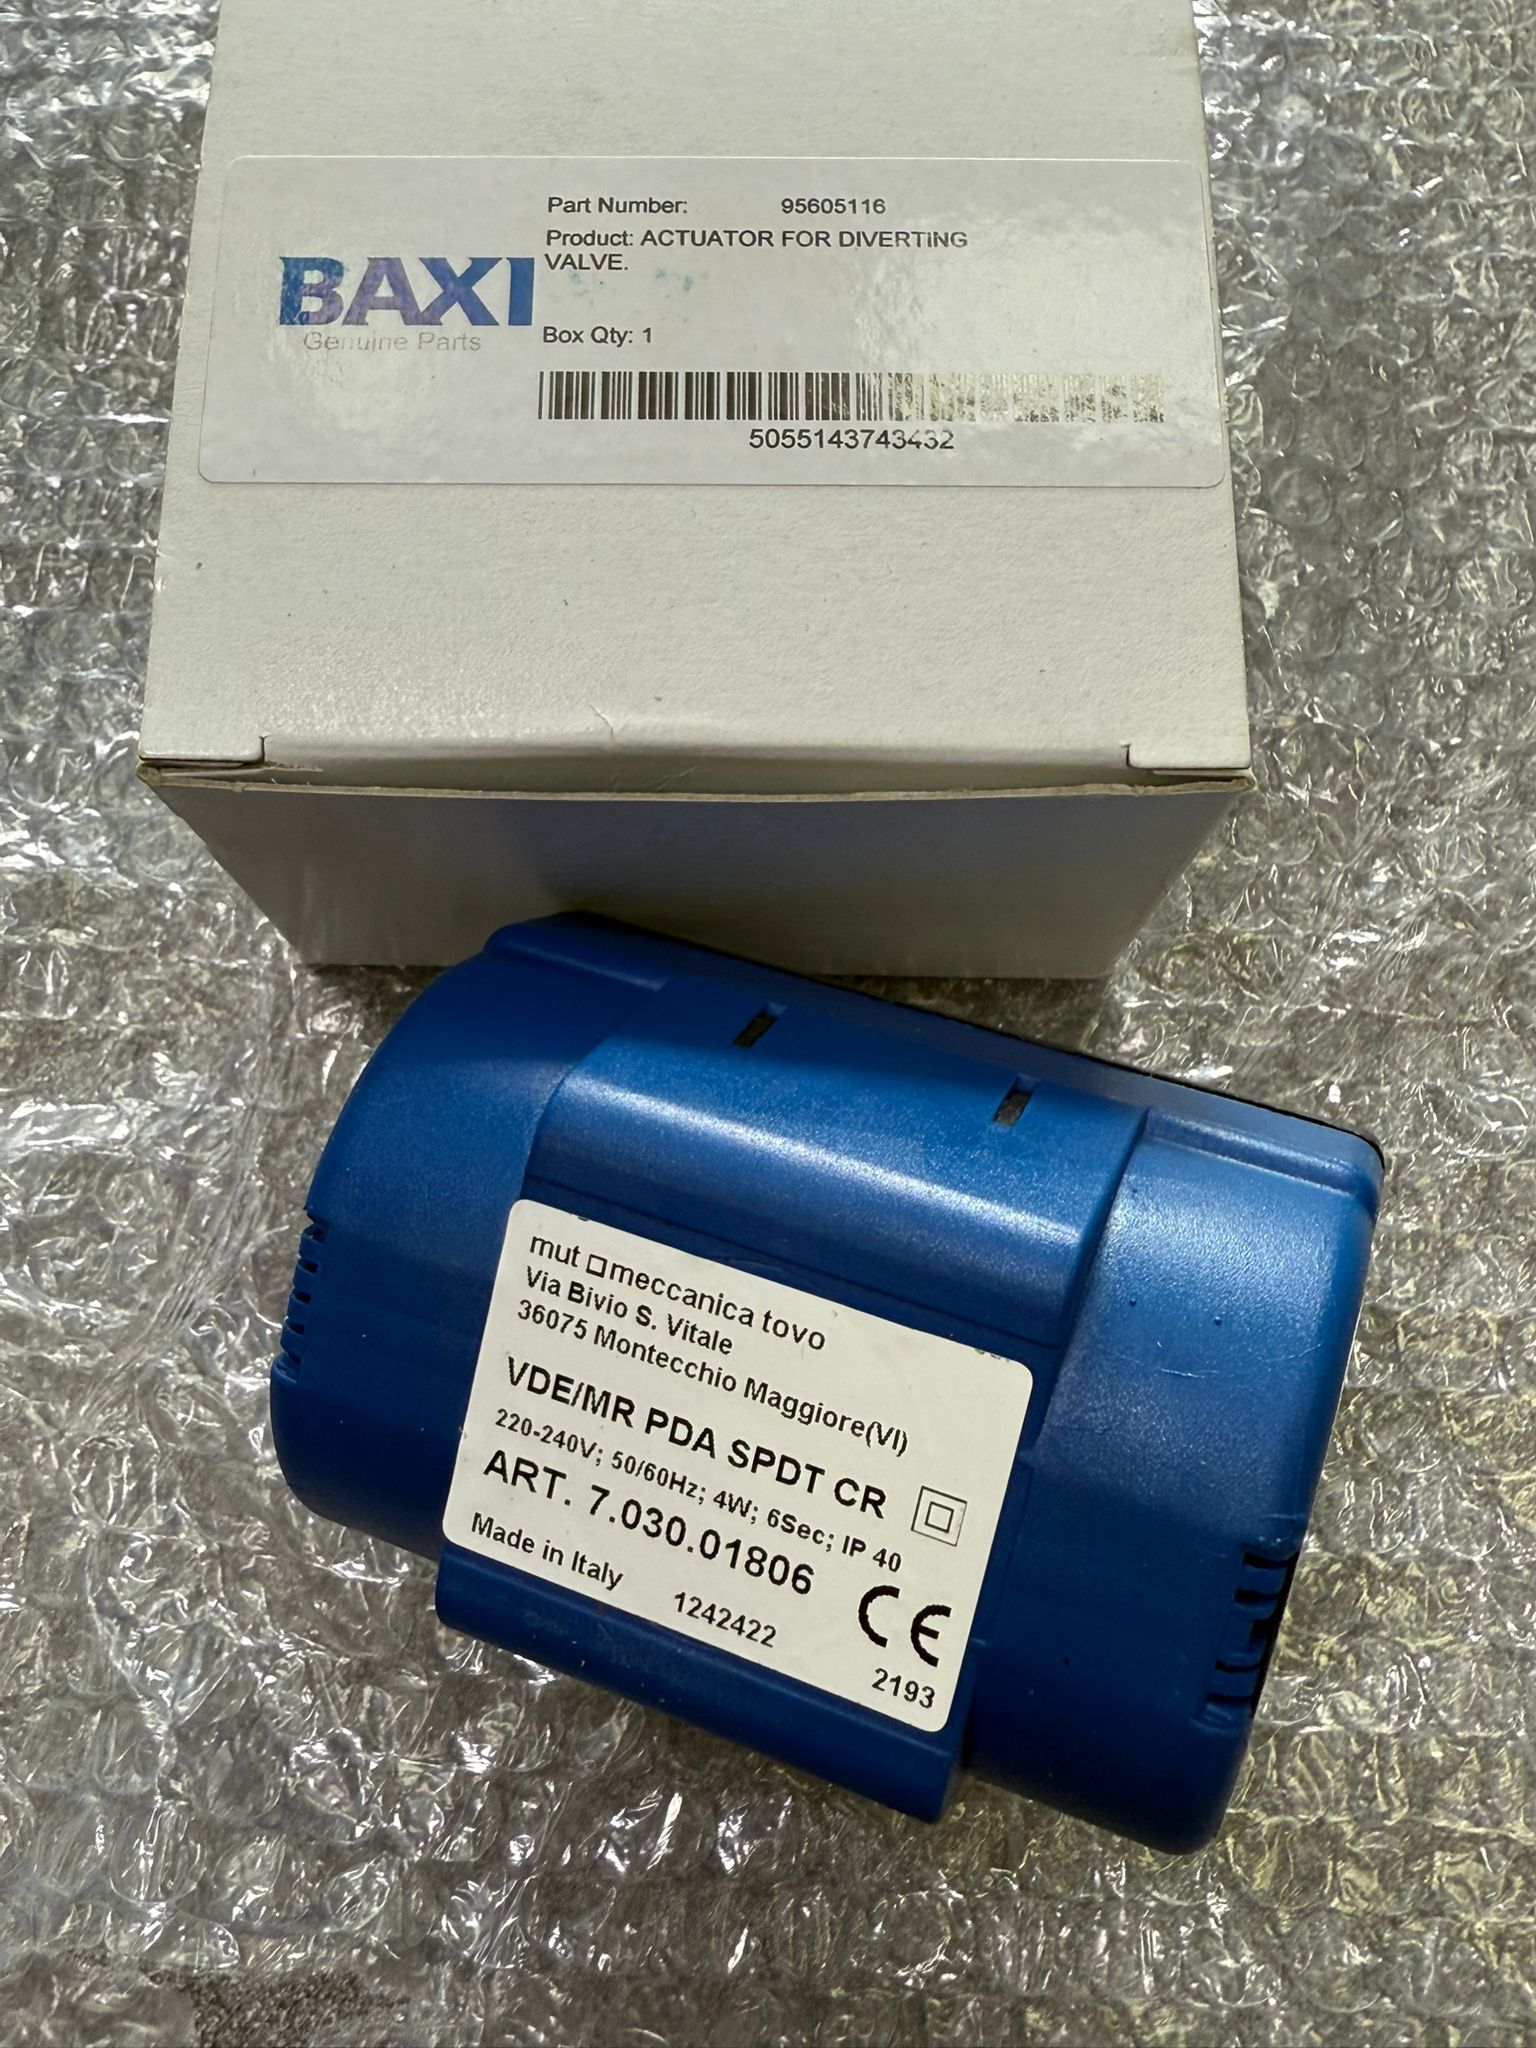 Part Number: 95605116
Product: ACTUATOR FOR DIVERTING
VALVE.
BAXI
Genuine Parts
Box Qty: 1
5055143743432
mut meccanica tovo
Via Bivio S. Vitale
36075 Montecchio Maggiore(VI)
VDE/MR PDA SPDT CR
220-240V; 50/60Hz; 4W; 6Sec; IP 40
ART. 7.030.01806
Made in Italy 1242422
CE
2193